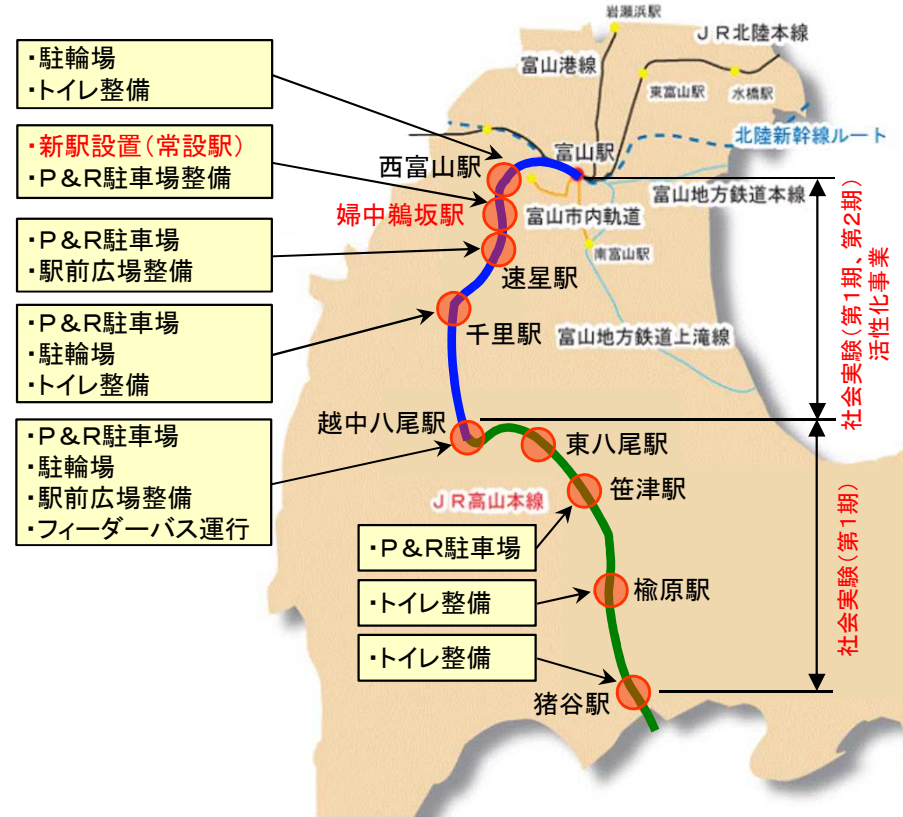 岩瀬浜駅
ＪＲ北陸本線
富山港線
東富山駅
水橋駅
北陸新幹線ルート
・駐輪場
・トイレ整備
・新駅設置(常設駅)
・Ｐ＆Ｒ駐車場整備
・Ｐ＆Ｒ駐車場
・駅前広場整備
・Ｐ＆Ｒ駐車場
・駐輪場
・トイレ整備
・Ｐ＆Ｒ駐車場
・駐輪場
・駅前広場整備
・フィーダーバス運行
富山駅
西富山駅
富山地方鉄道本線
婦中鵜坂駅
富山市内軌道
南富山駅
速星駅
千里駅
富山地方鉄道上滝線
越中八尾駅
東八尾駅
笹津駅
ＪＲ高山本線
・Ｐ＆Ｒ駐車場
・トイレ整備
楡原駅
・トイレ整備
猪谷駅
社会実験(第１期、第２期)
活性化事業
社会実験(第１期)